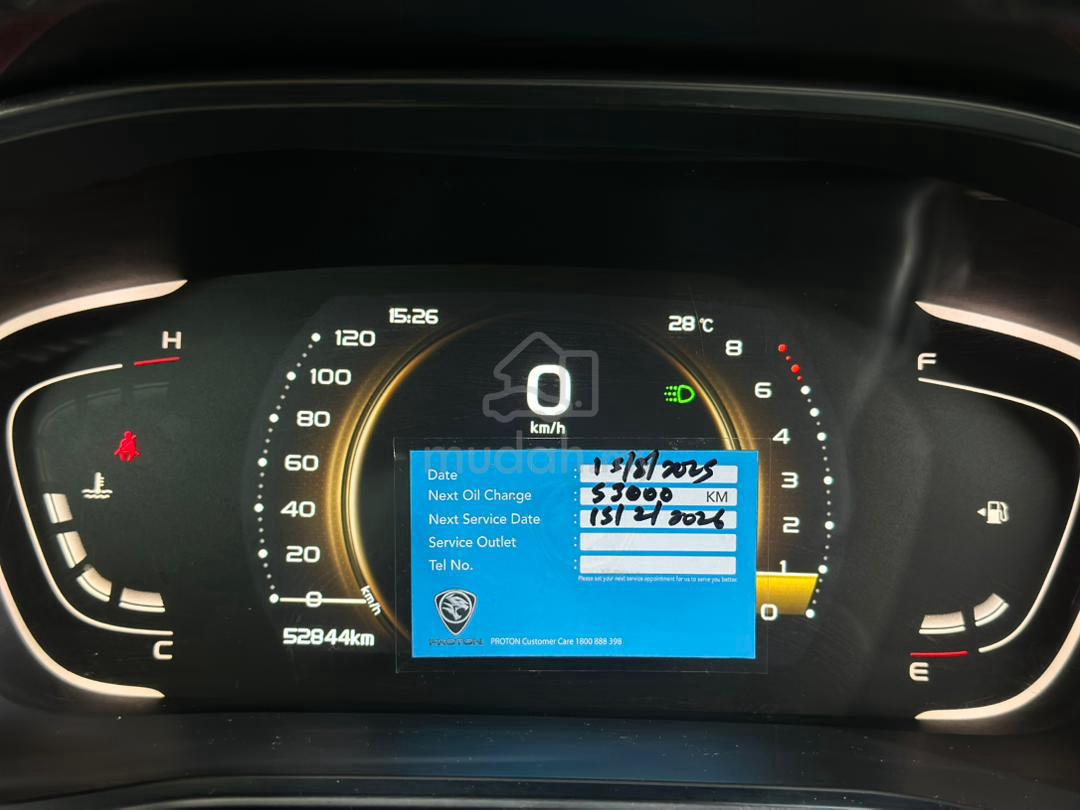 15:26
28°C
H
120
8
F
100
0
6
80
km/h
4
mudah
60
3
40
2
20
1
0
km/h
0
52844km
C
E
Date : 15/8/2025
Next Oil Change : 53000 KM
Next Service Date : 15/2/2026
Service Outlet :
Tel No. :
Please set your next service appointment for us to serve you better.
PROTON
PROTON Customer Care 1800 888 398